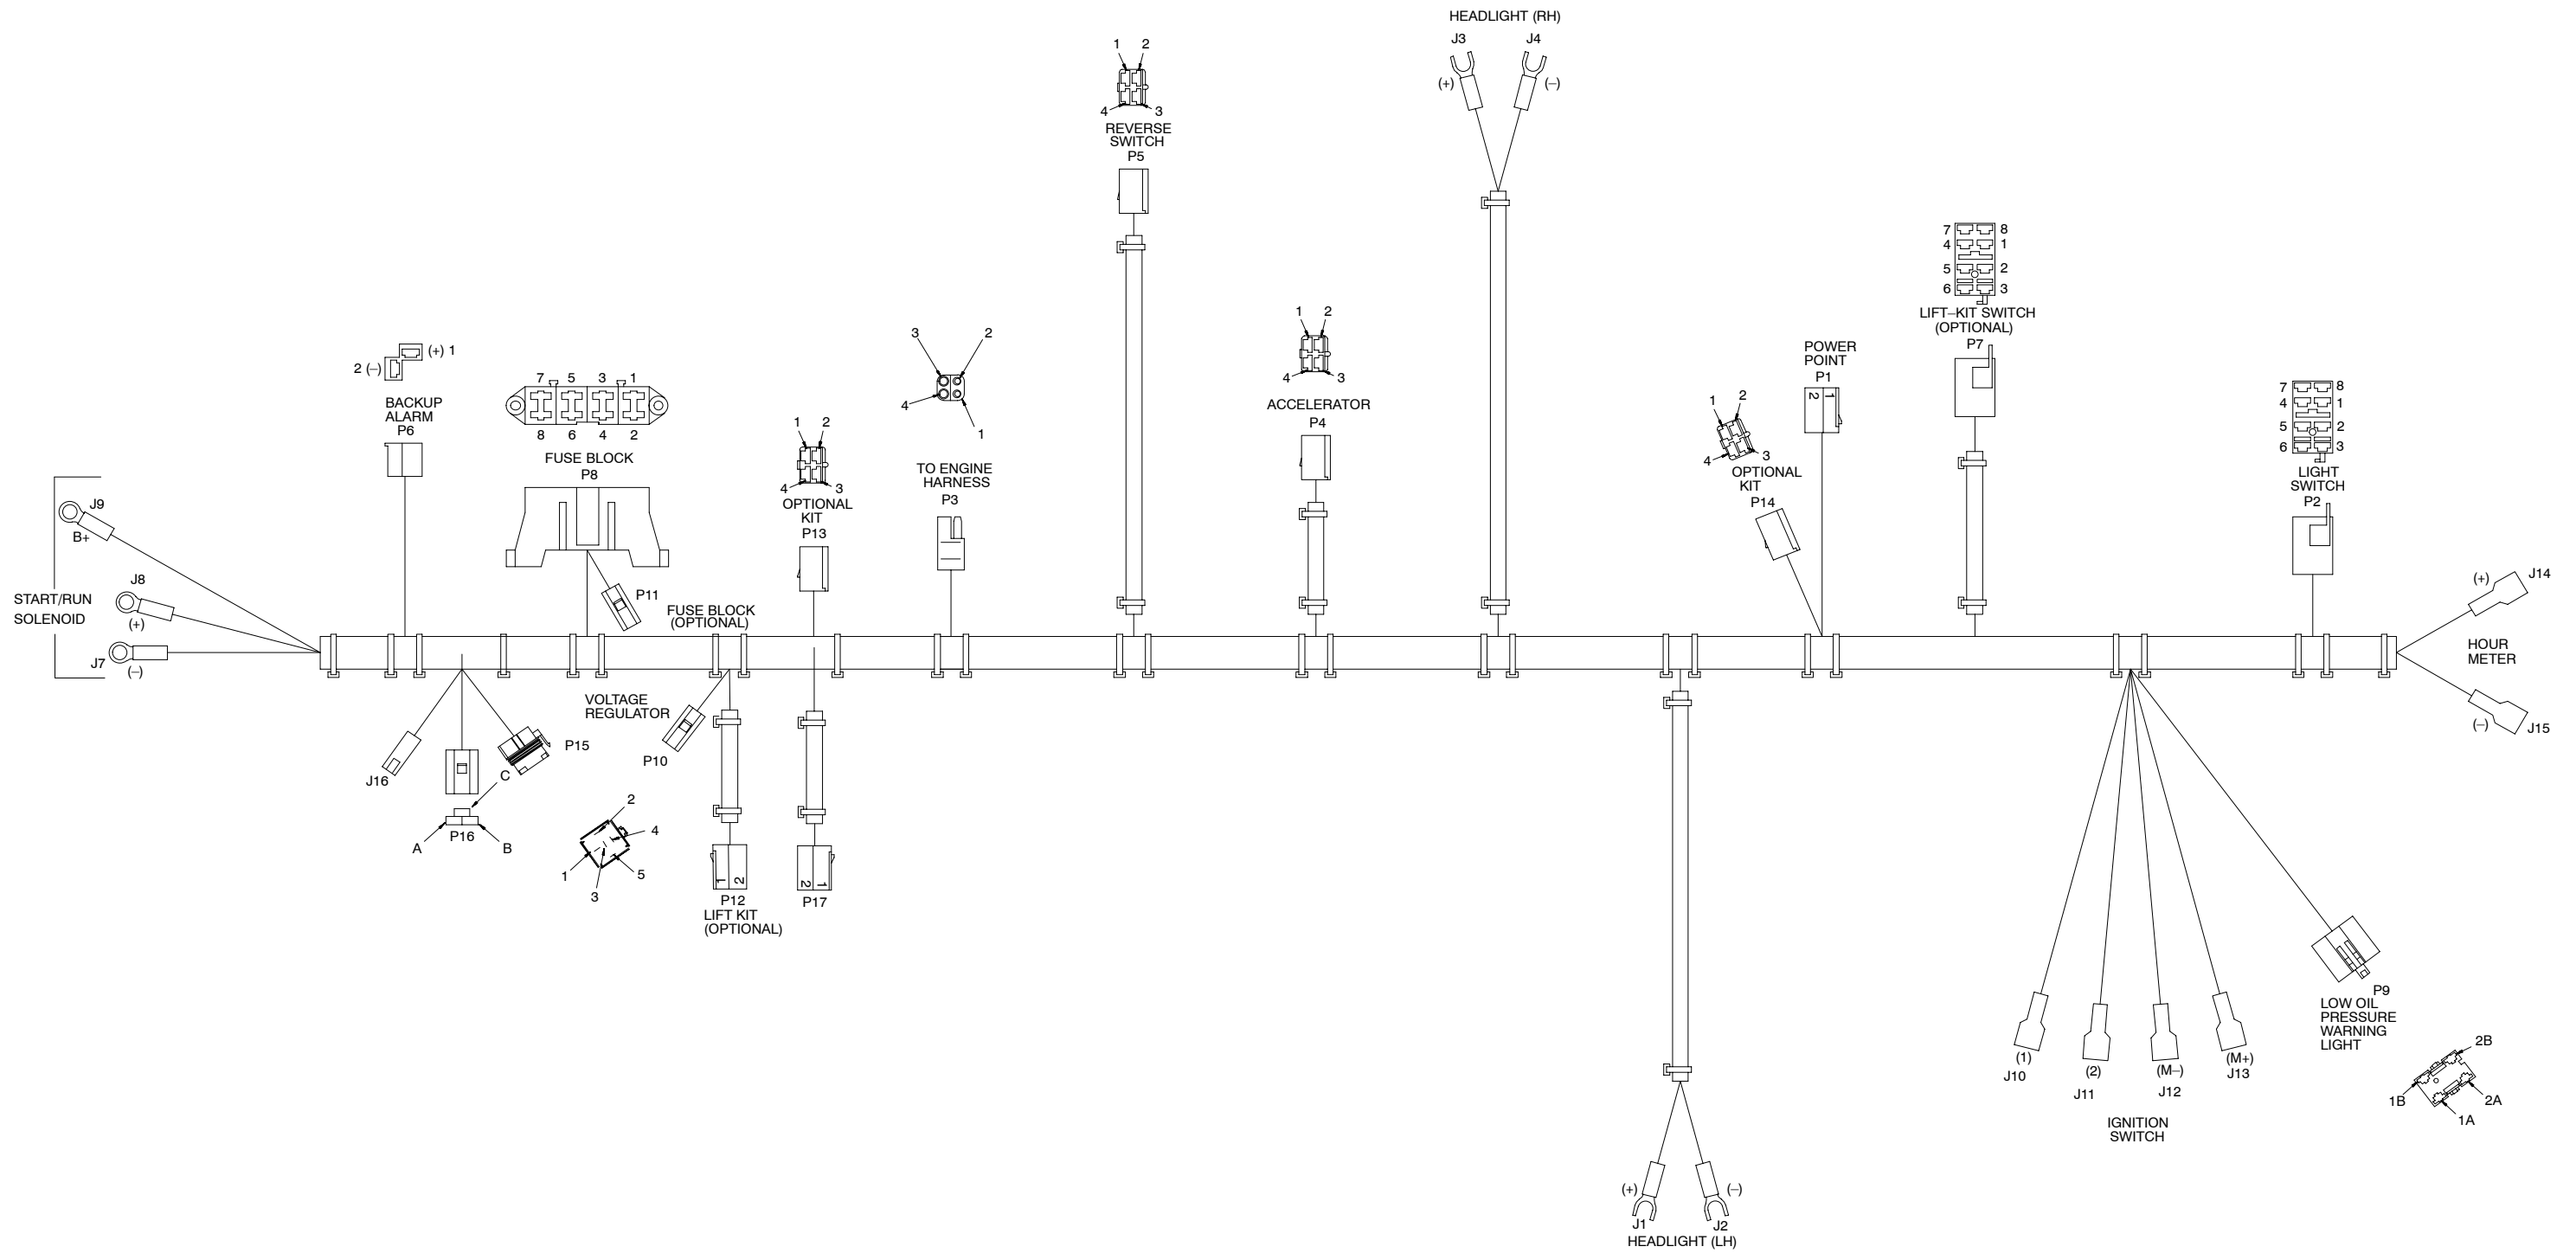 HEADLIGHT (RH)
J3
J4
(+)
(–)
1
2
4
3
REVERSE
SWITCH
P5
7
8
4
1
5
2
6
3
LIFT–KIT SWITCH
(OPTIONAL)
P7
(+) 1
2 (–)
BACKUP
ALARM
P6
7
5
3
1
8
6
4
2
FUSE BLOCK
P8
P11
FUSE BLOCK
(OPTIONAL)
1
2
4
3
OPTIONAL
KIT
P13
3
2
4
1
TO ENGINE
HARNESS
P3
1
2
4
3
ACCELERATOR
P4
1
2
4
3
OPTIONAL
KIT
P14
POWER
POINT
P1
2
1
7
8
4
1
5
2
6
3
LIGHT
SWITCH
P2
J9
B+
J8
(+)
START/RUN
SOLENOID
J7
(–)
(+)
J14
HOUR
METER
(–)
J15
J16
P15
C
A
P16
B
VOLTAGE
REGULATOR
P10
2
4
1
5
3
1
2
P12
LIFT KIT
(OPTIONAL)
2
1
P17
(+)
(–)
J1
J2
HEADLIGHT (LH)
(1)
J10
(2)
J11
(M–)
J12
(M+)
J13
IGNITION
SWITCH
P9
LOW OIL
PRESSURE
WARNING
LIGHT
2B
1B
2A
1A